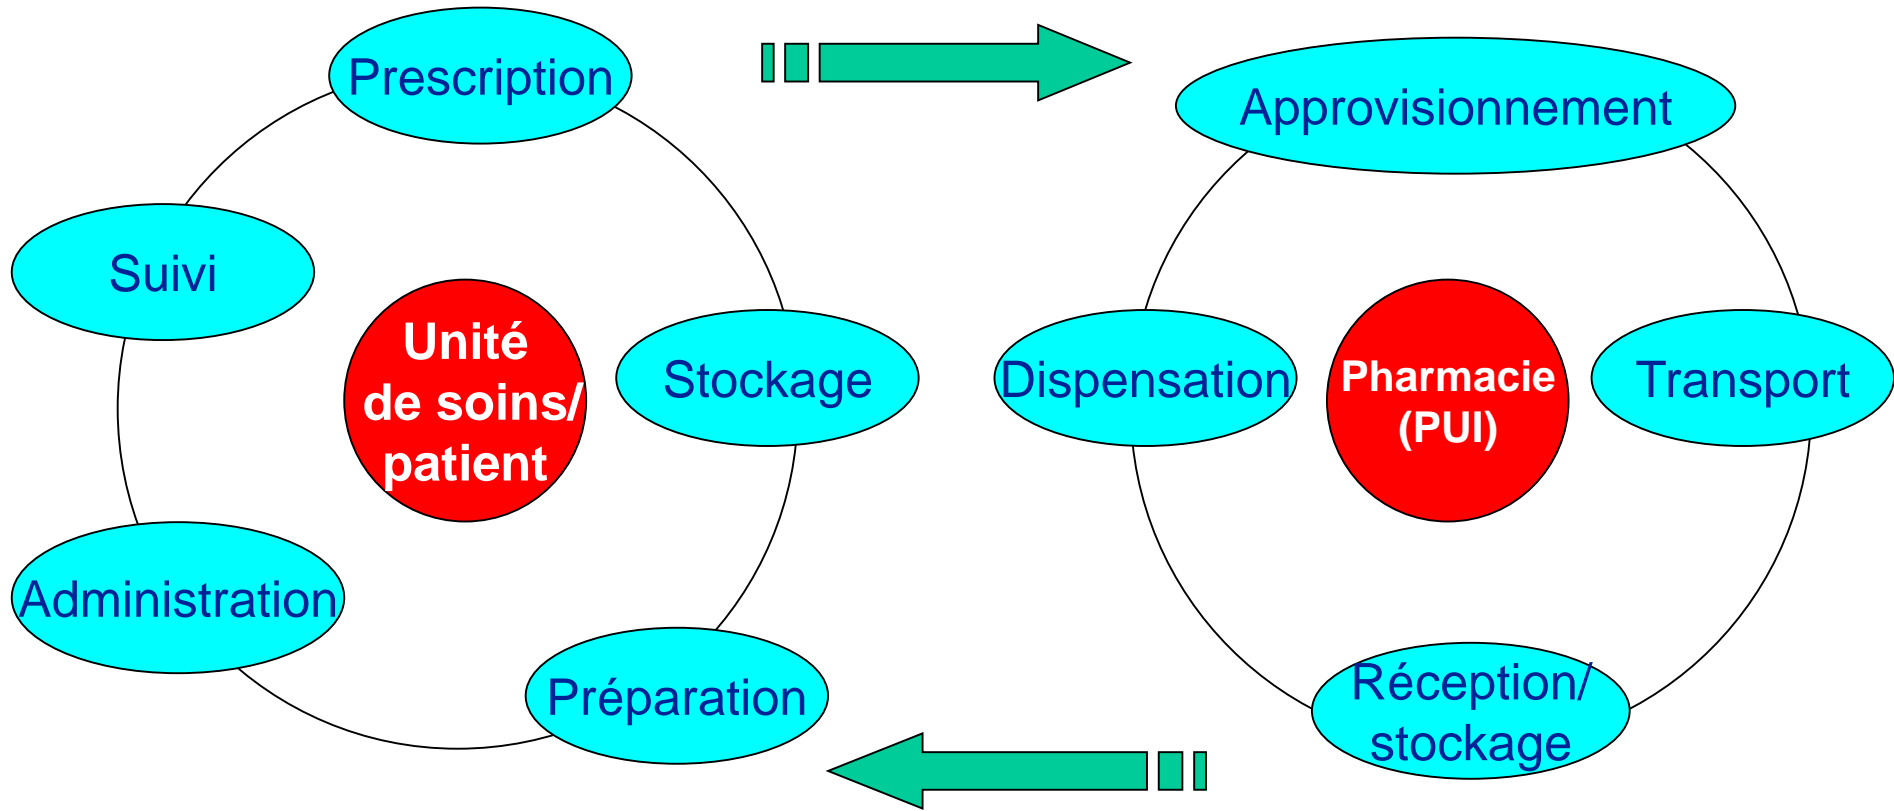 Prescription
Suivi
Unité
de soins/
patient
Stockage
Administration
Préparation
Approvisionnement
Dispensation
Pharmacie
(PUI)
Transport
Réception/
stockage